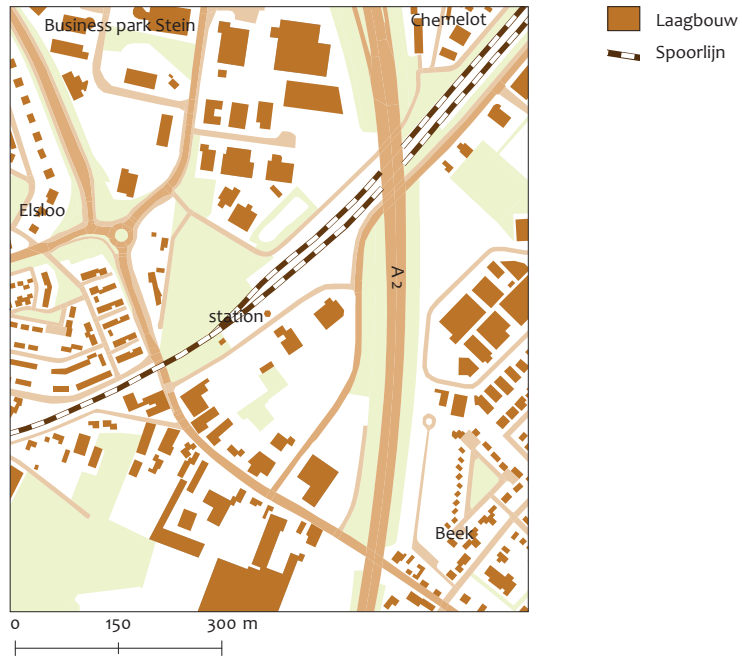 Business park Stein
Chemelot
Laagbouw
Spoorlijn
Elsloo
A 2
station
Beek
0 150 300 m